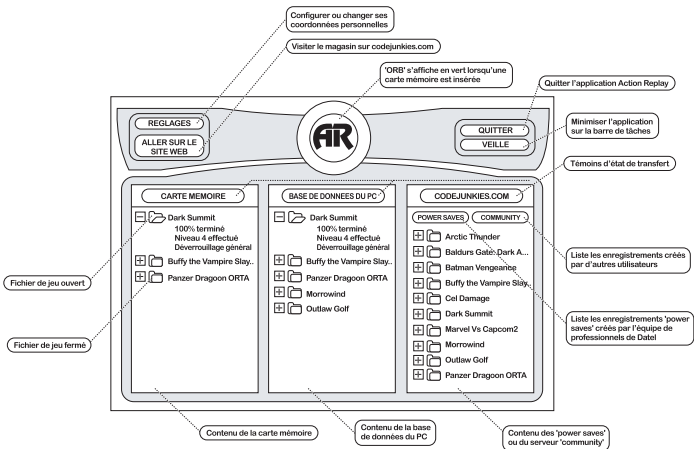 Configurer ou changer ses
coordonnées personnelles
Visiter le magasin sur codejunkies.com
'ORB' s'affiche en vert lorsqu'une
carte mémoire est insérée
Quitter l'application Action Replay
Minimiser l'application
sur la barre de tâches
Témoins d'état de transfert
REGLAGES
ALLER SUR LE
SITE WEB
AR
QUITTER
VEILLE
CARTE MEMOIRE
Dark Summit
100% terminé
Niveau 4 effectué
Déverrouillage général
Buffy the Vampire Slay..
Panzer Dragoon ORTA
BASE DE DONNEES DU PC
Dark Summit
100% terminé
Niveau 4 effectué
Déverrouillage général
Buffy the Vampire Slay..
Panzer Dragoon ORTA
Morrowind
Outlaw Golf
CODEJUNKIES.COM
POWER SAVES
COMMUNITY
Arctic Thunder
Baldurs Gate: Dark A...
Batman Vengeance
Buffy the Vampire Slay..
Cel Damage
Dark Summit
Marvel Vs Capcom2
Morrowind
Outlaw Golf
Panzer Dragoon ORTA
Liste les enregistrements créés
par d'autres utilisateurs
Liste les enregistrements 'power
saves' créés par l'équipe de
professionnels de Datel
Fichier de jeu ouvert
Fichier de jeu fermé
Contenu de la carte mémoire
Contenu de la base
de données du PC
Contenu des 'power saves'
ou du serveur 'community'